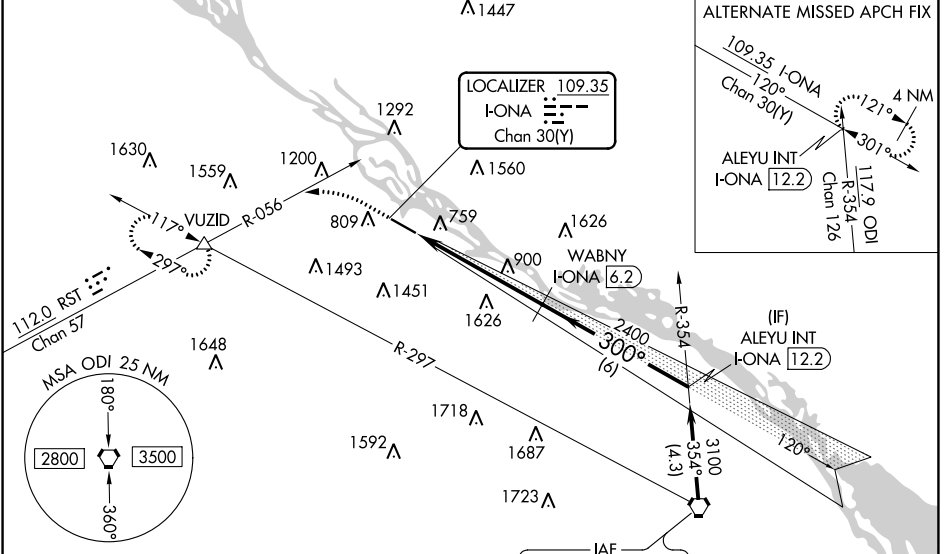 1447
ALTERNATE MISSED APCH FIX
109.35 I-ONA
120°
Chan 30(Y)
121°
4 NM
301°
ALEYU INT
I-ONA 12.2
117.9 ODI
R-354
Chan 126
LOCALIZER 109.35
I-ONA
Chan 30(Y)
1292
1630
1559
1200
1560
VUZID
R-056
117°
297°
809
759
1626
WABNY
I-ONA 6.2
900
1493
1451
1626
112.0 RST
Chan 57
R-297
2400
300°
(6)
R-354
(IF)
ALEYU INT
I-ONA 12.2
1648
MSA ODI 25 NM
180°
2800
3500
360°
1718
1592
1687
1723
3100
354°
(4.3)
120°
IAF